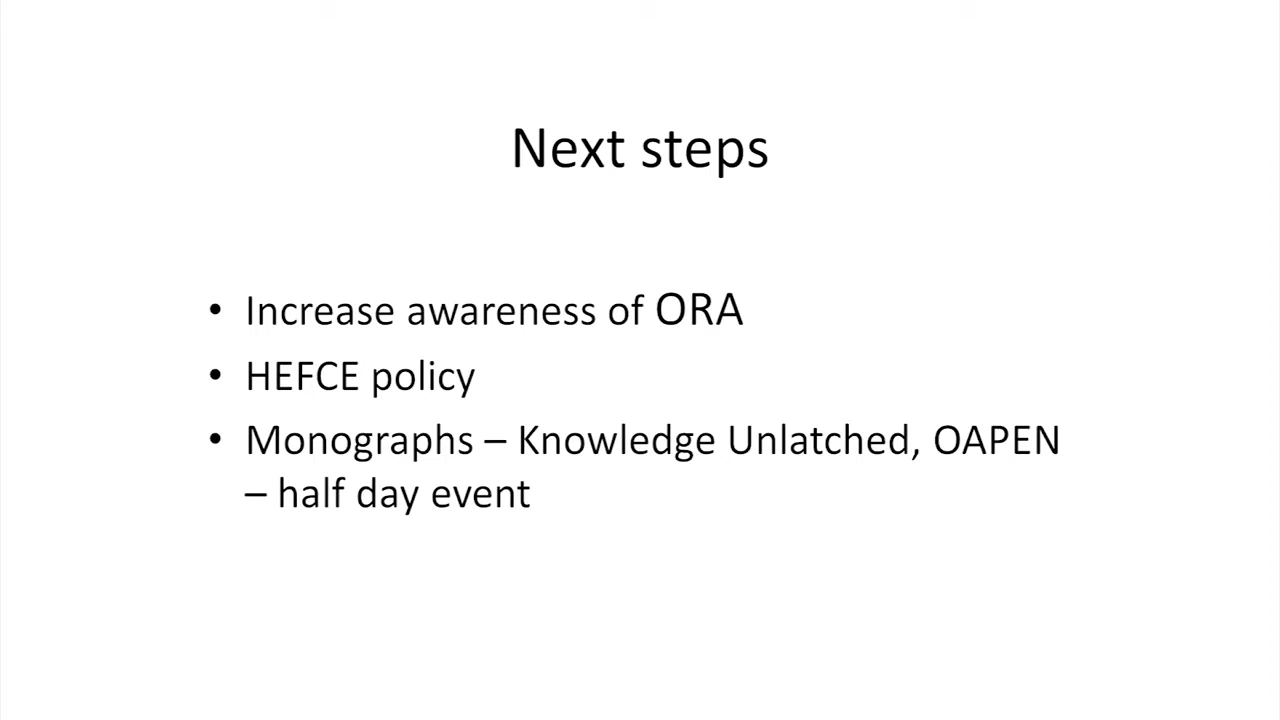 Next steps
• Increase awareness of ORA
• HEFCE policy
• Monographs – Knowledge Unlatched, OAPEN
– half day event